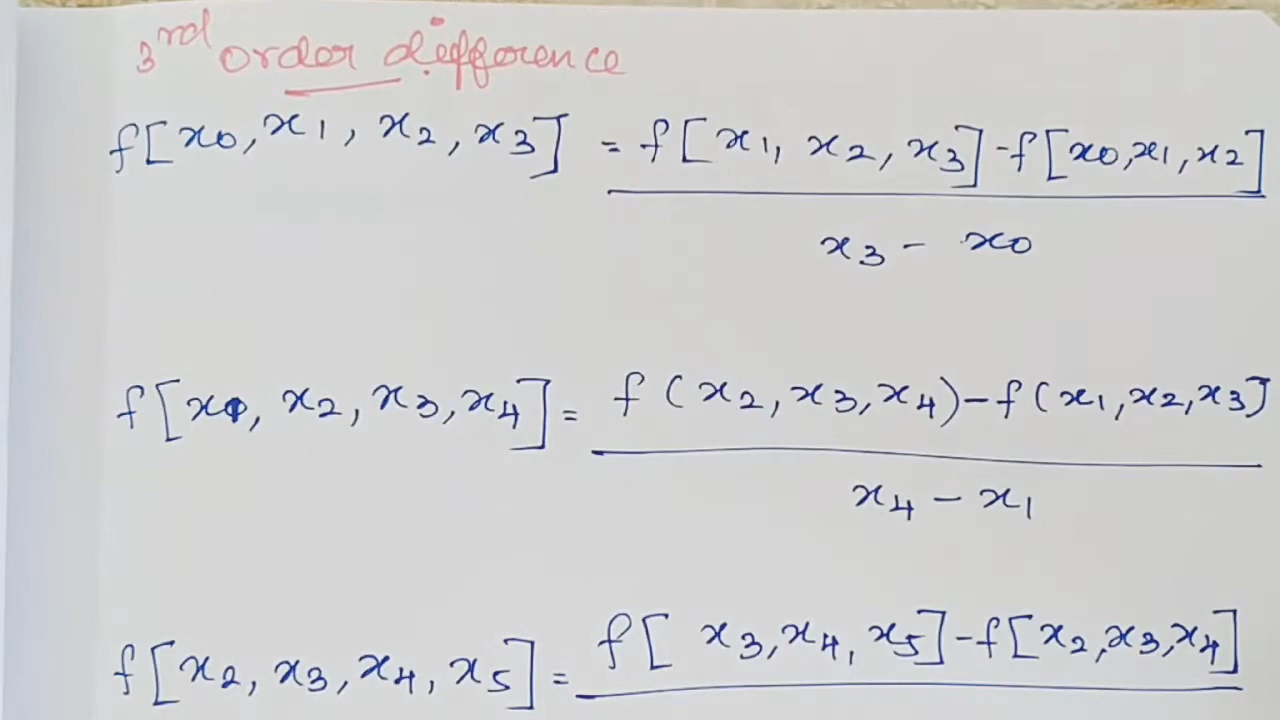 3rd order difference
f[x0, x1, x2, x3] = f[x1, x2, x3] - f[x0, x1, x2]
x3 - x0
f[x1, x2, x3, x4] = f(x2, x3, x4) - f(x1, x2, x3]
x4 - x1
f[x2, x3, x4, x5] = f[x3, x4, x5] - f[x2, x3, x4]